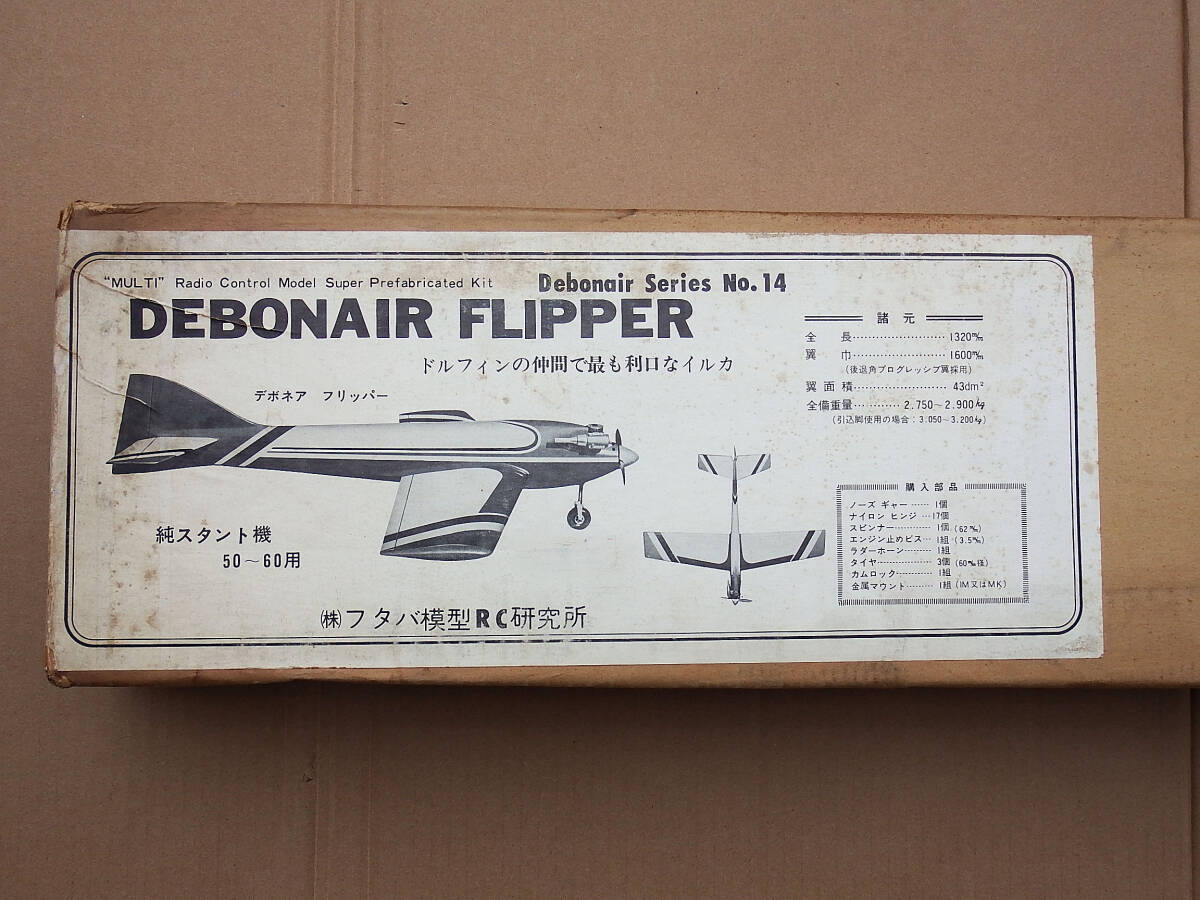 "MULTI" Radio Control Model Super Prefabricated Kit Debonair Series No.14
DEBONAIR FLIPPER
ドルフィンの仲間で最も利口なイルカ
デボネア フリッパー
純スタント機
50～60用
㈱フタバ模型RC研究所
諸元
全長……………………1320㎜
翼巾……………………1600㎜
(後退角プログレッシブ翼採用)
翼面積……………………43dm²
全備重量…………2.750～2.900㎏
(引込脚使用の場合：3.050～3.200㎏)
購入部品
ノーズ ギャー……1個
ナイロン ヒンジ…17個
スピンナー………………1個(62㎜)
エンジン止めビス…1組(3.5㎜)
ラダーホーン………1組
タイヤ………………3個(60㎜径)
カムロック……………1組
金属マウント………1組(IM又はMK)